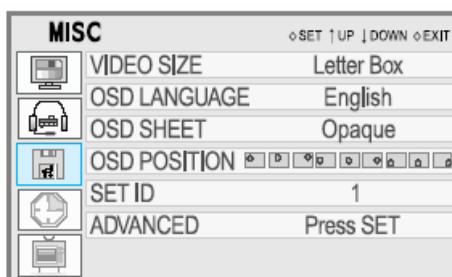 MISC ◇SET ↑UP ↓DOWN ◇EXIT
VIDEO SIZE Letter Box
OSD LANGUAGE English
OSD SHEET Opaque
OSD POSITION
SET ID 1
ADVANCED Press SET